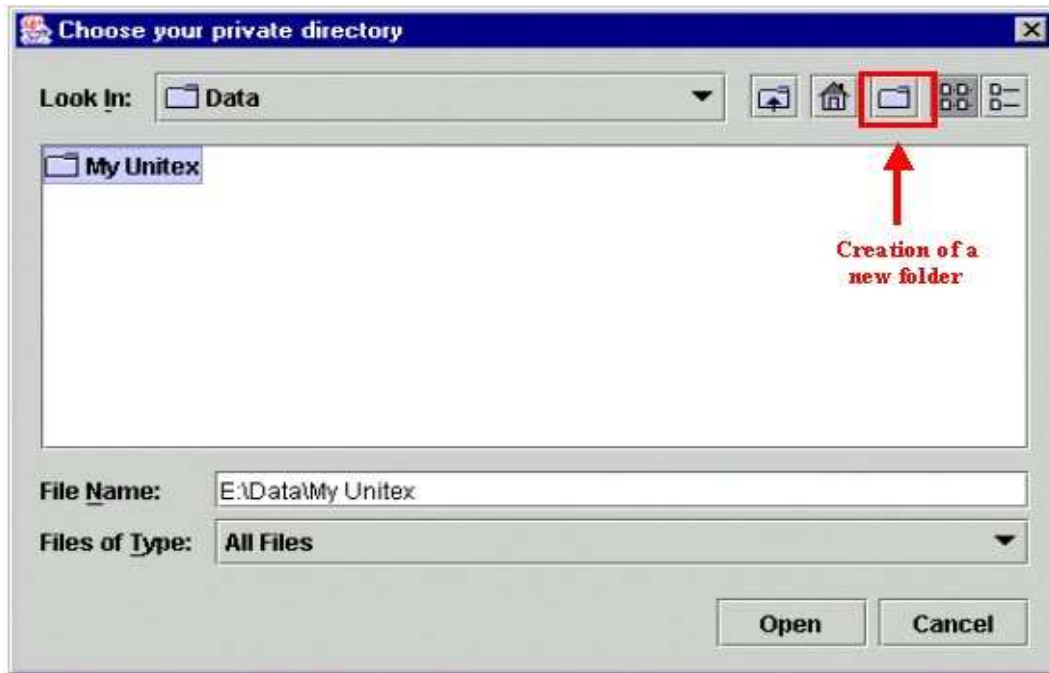 Choose your private directory
Look In: Data
My Unitex
Creation of a
new folder
File Name: E:\Data\My Unitex
Files of Type: All Files
Open Cancel